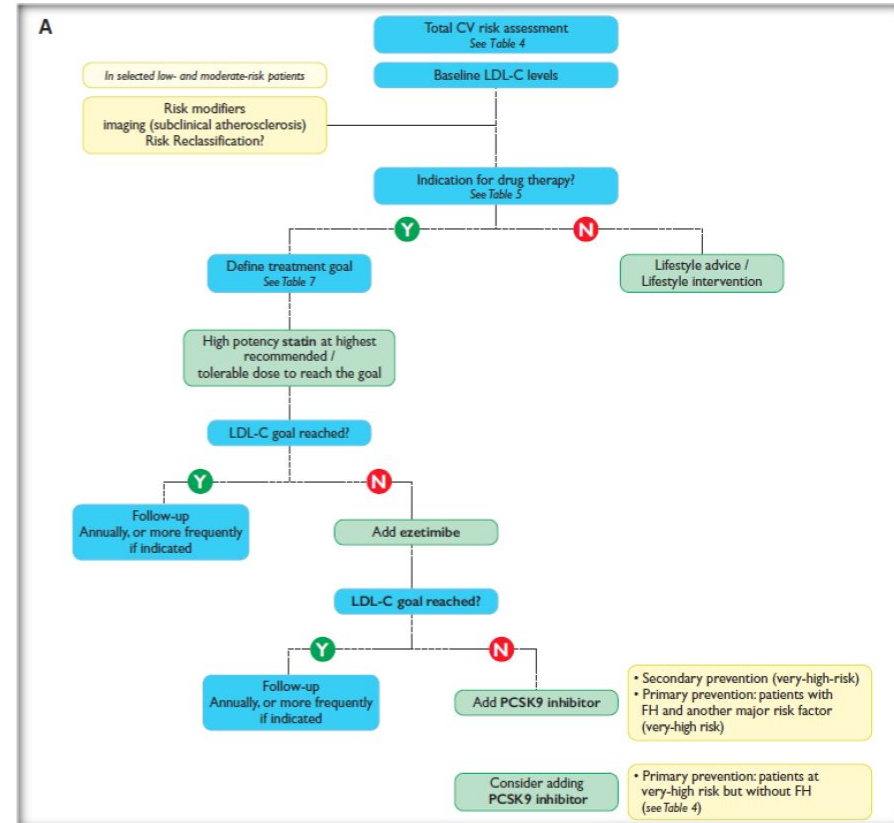 A
Total CV risk assessment
See Table 4
In selected low- and moderate-risk patients
Baseline LDL-C levels
Risk modifiers
imaging (subclinical atherosclerosis)
Risk Reclassification?
Indication for drug therapy?
See Table 5
Y
N
Define treatment goal
See Table 7
Lifestyle advice /
Lifestyle intervention
High potency statin at highest
recommended /
tolerable dose to reach the goal
LDL-C goal reached?
Y
N
Follow-up
Annually, or more frequently
if indicated
Add ezetimibe
LDL-C goal reached?
Y
N
Follow-up
Annually, or more frequently
if indicated
Add PCSK9 inhibitor
• Secondary prevention (very-high-risk)
• Primary prevention: patients with
FH and another major risk factor
(very-high risk)
Consider adding
PCSK9 inhibitor
• Primary prevention: patients at
very-high risk but without FH
(see Table 4)